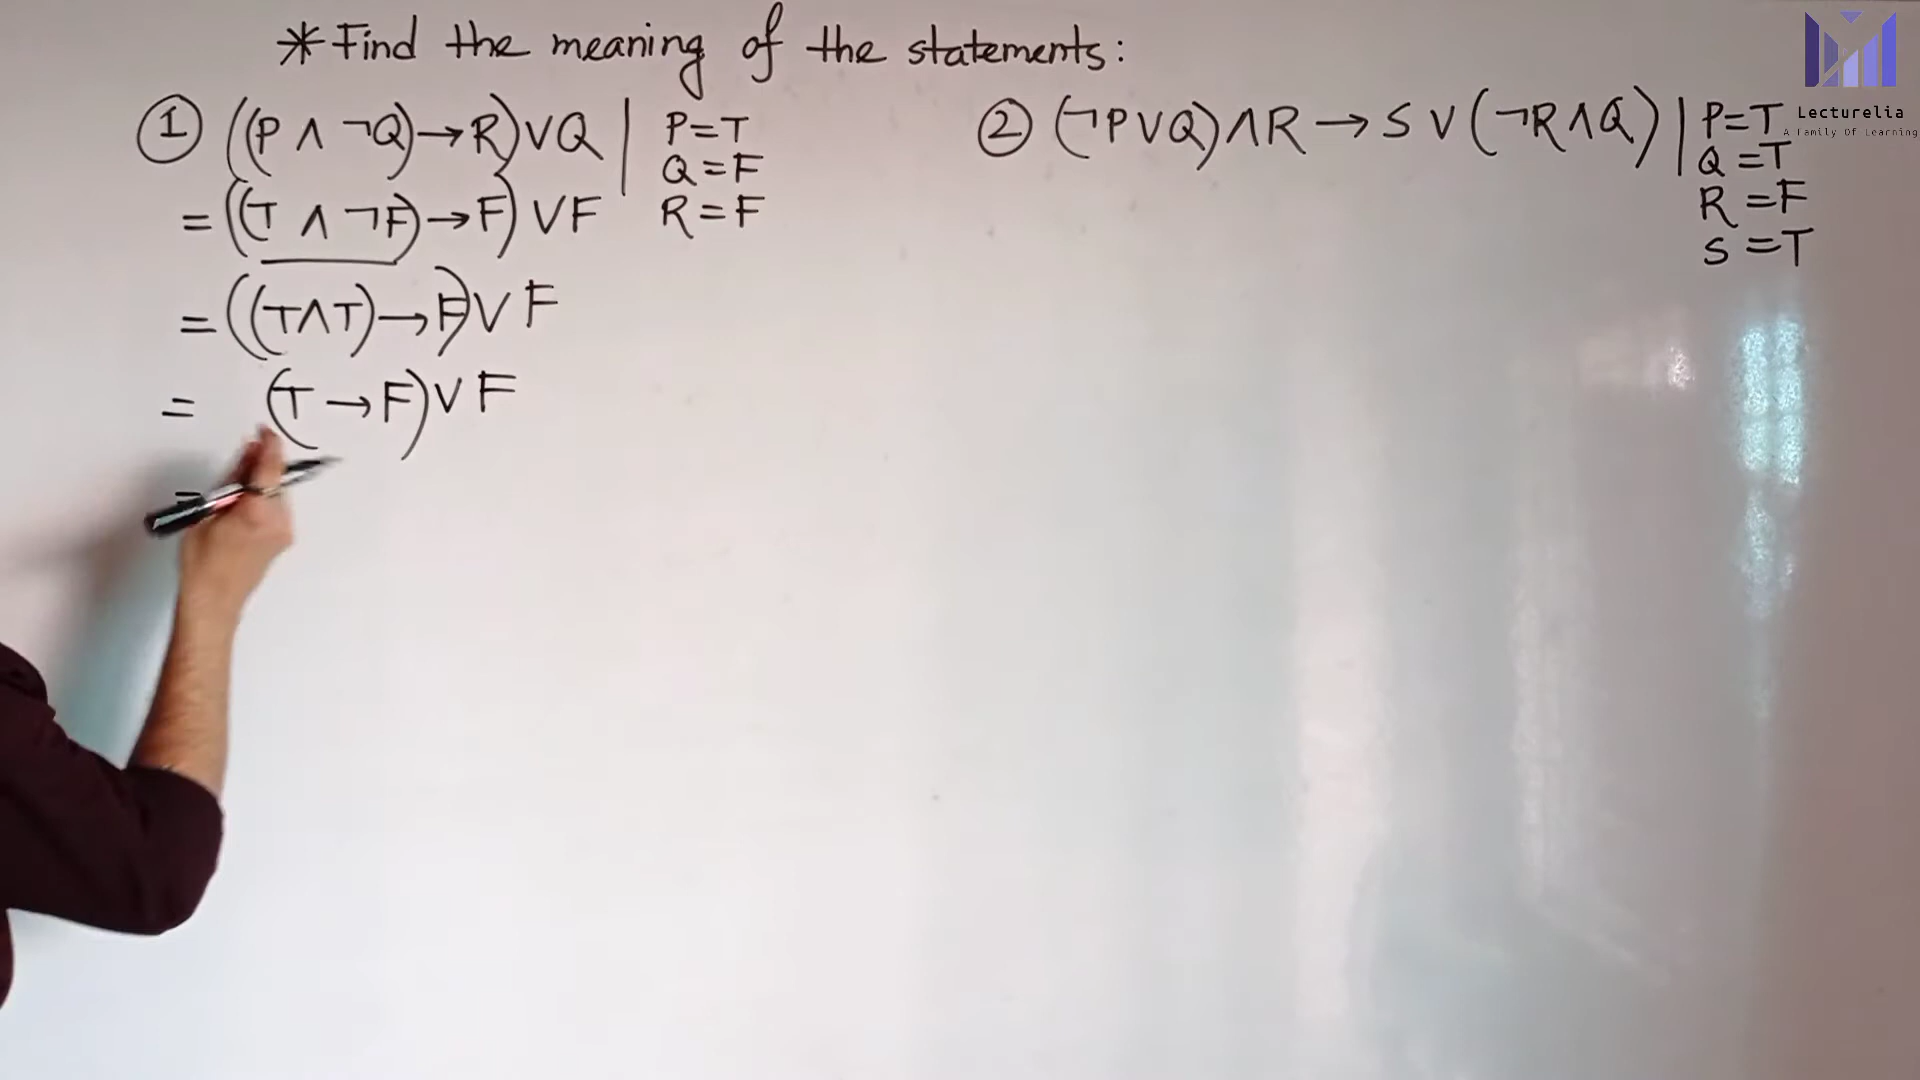 *Find the meaning of the statements:
① ((P ∧ ¬Q)→R)∨Q | P=T
Q=F
R=F
=((T ∧ ¬F)→F)∨F
=((T∧T)→F)∨F
= (T→F)∨F
=
② (¬P∨Q)∧R→S∨(¬R∧Q) | P=T
Q=T
R=F
S=T
Lecturelia
A Family Of Learning